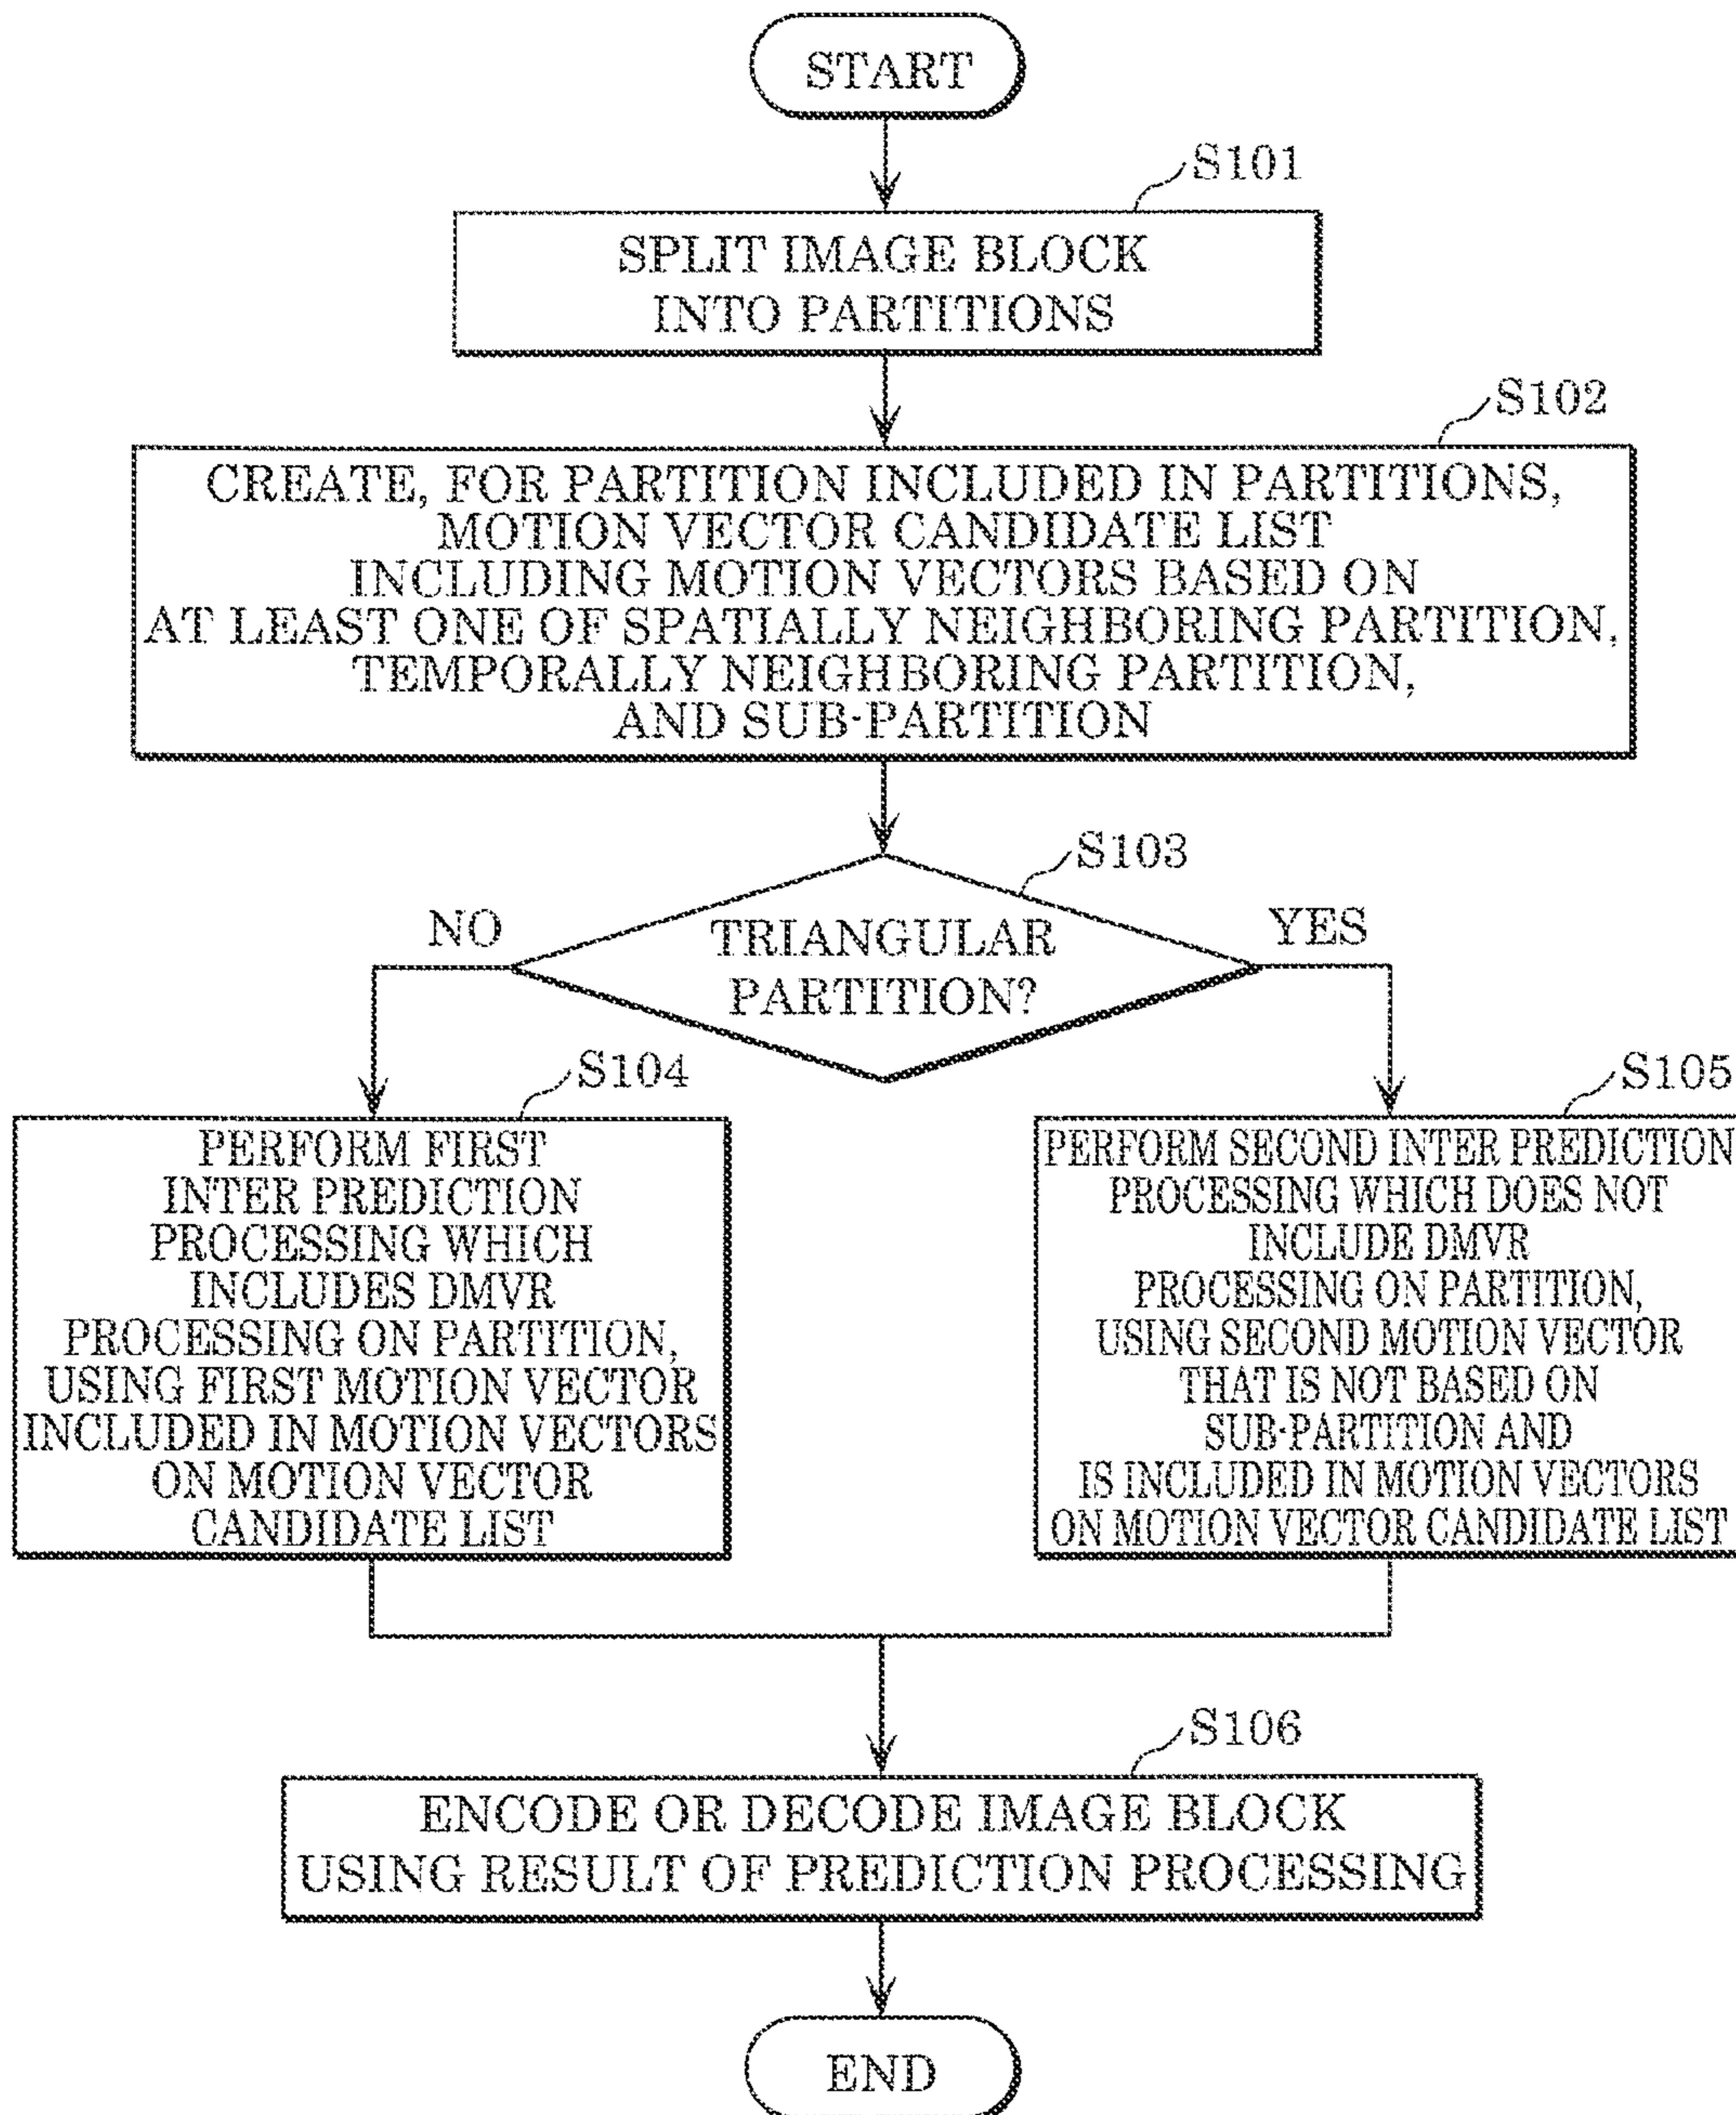 START
S101
SPLIT IMAGE BLOCK
INTO PARTITIONS
S102
CREATE, FOR PARTITION INCLUDED IN PARTITIONS,
MOTION VECTOR CANDIDATE LIST
INCLUDING MOTION VECTORS BASED ON
AT LEAST ONE OF SPATIALLY NEIGHBORING PARTITION,
TEMPORALLY NEIGHBORING PARTITION,
AND SUB-PARTITION
S103
NO
TRIANGULAR
PARTITION?
YES
S104
PERFORM FIRST
INTER PREDICTION
PROCESSING WHICH
INCLUDES DMVR
PROCESSING ON PARTITION,
USING FIRST MOTION VECTOR
INCLUDED IN MOTION VECTORS
ON MOTION VECTOR
CANDIDATE LIST
S105
PERFORM SECOND INTER PREDICTION
PROCESSING WHICH DOES NOT
INCLUDE DMVR
PROCESSING ON PARTITION,
USING SECOND MOTION VECTOR
THAT IS NOT BASED ON
SUB-PARTITION AND
IS INCLUDED IN MOTION VECTORS
ON MOTION VECTOR CANDIDATE LIST
S106
ENCODE OR DECODE IMAGE BLOCK
USING RESULT OF PREDICTION PROCESSING
END